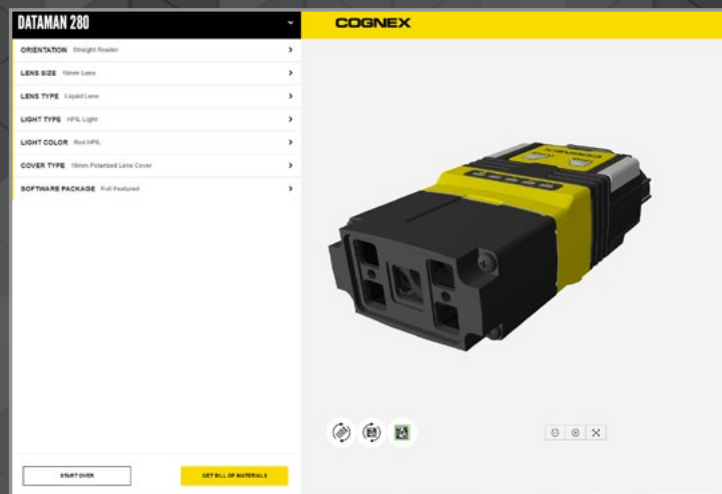 DATAMAN 280
ORIENTATION Straight Reader
LENS SIZE 16mm Lens
LENS TYPE Liquid Lens
LIGHT TYPE HPIL Light
LIGHT COLOR Red HPIL
COVER TYPE 16mm Polarized Lens Cover
SOFTWARE PACKAGE Full Featured
START OVER
GET BILL OF MATERIALS
COGNEX
COGNEX